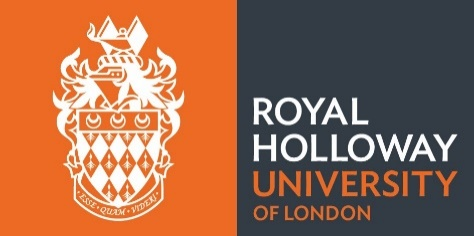 ESSE • QUAM • VIDERI
ROYAL
HOLLOWAY
UNIVERSITY
OF LONDON